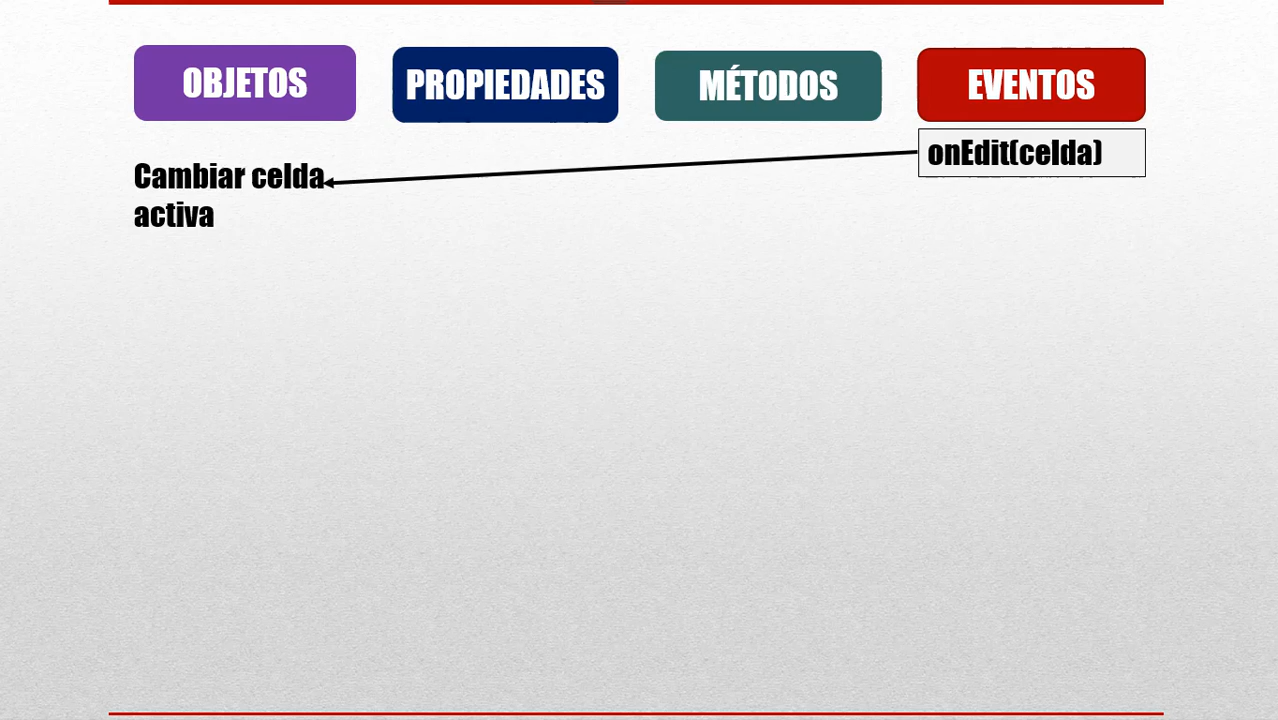 OBJETOS
PROPIEDADES
MÉTODOS
EVENTOS
onEdit(celda)
Cambiar celda
activa